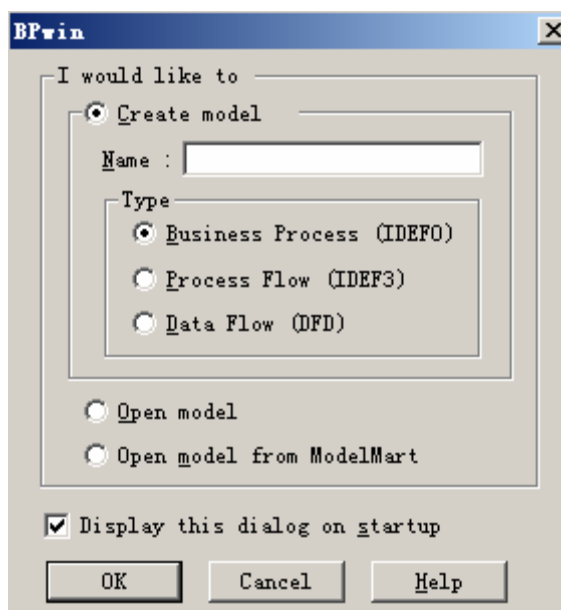 BPwin
I would like to
Create model
Name :
Type
Business Process (IDEF0)
Process Flow (IDEF3)
Data Flow (DFD)
Open model
Open model from ModelMart
Display this dialog on startup
OK Cancel Help